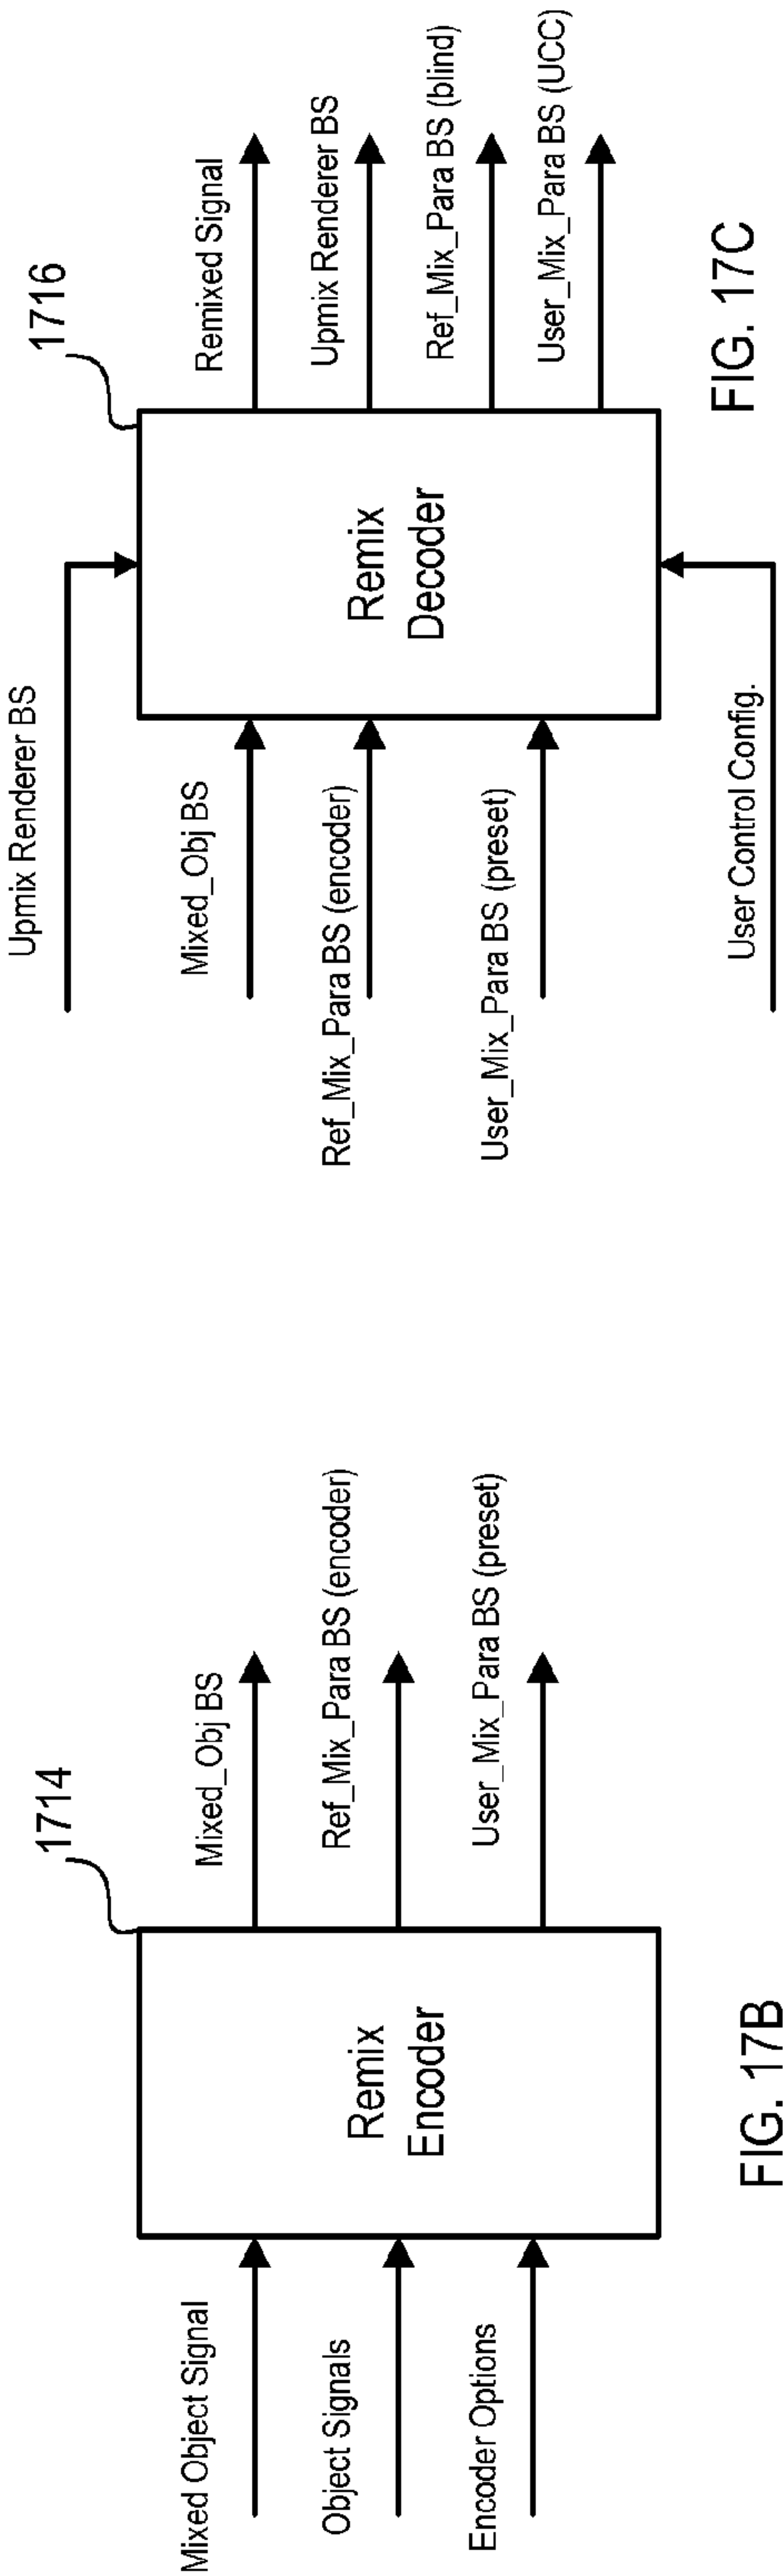 Mixed Object Signal
Object Signals
Encoder Options
Remix
Encoder
1714
Mixed_Obj BS
Ref_Mix_Para BS (encoder)
User_Mix_Para BS (preset)
FIG. 17B
Upmix Renderer BS
Mixed_Obj BS
Ref_Mix_Para BS (encoder)
User_Mix_Para BS (preset)
User Control Config.
Remix
Decoder
1716
Remixed Signal
Upmix Renderer BS
Ref_Mix_Para BS (blind)
User_Mix_Para BS (UCC)
FIG. 17C